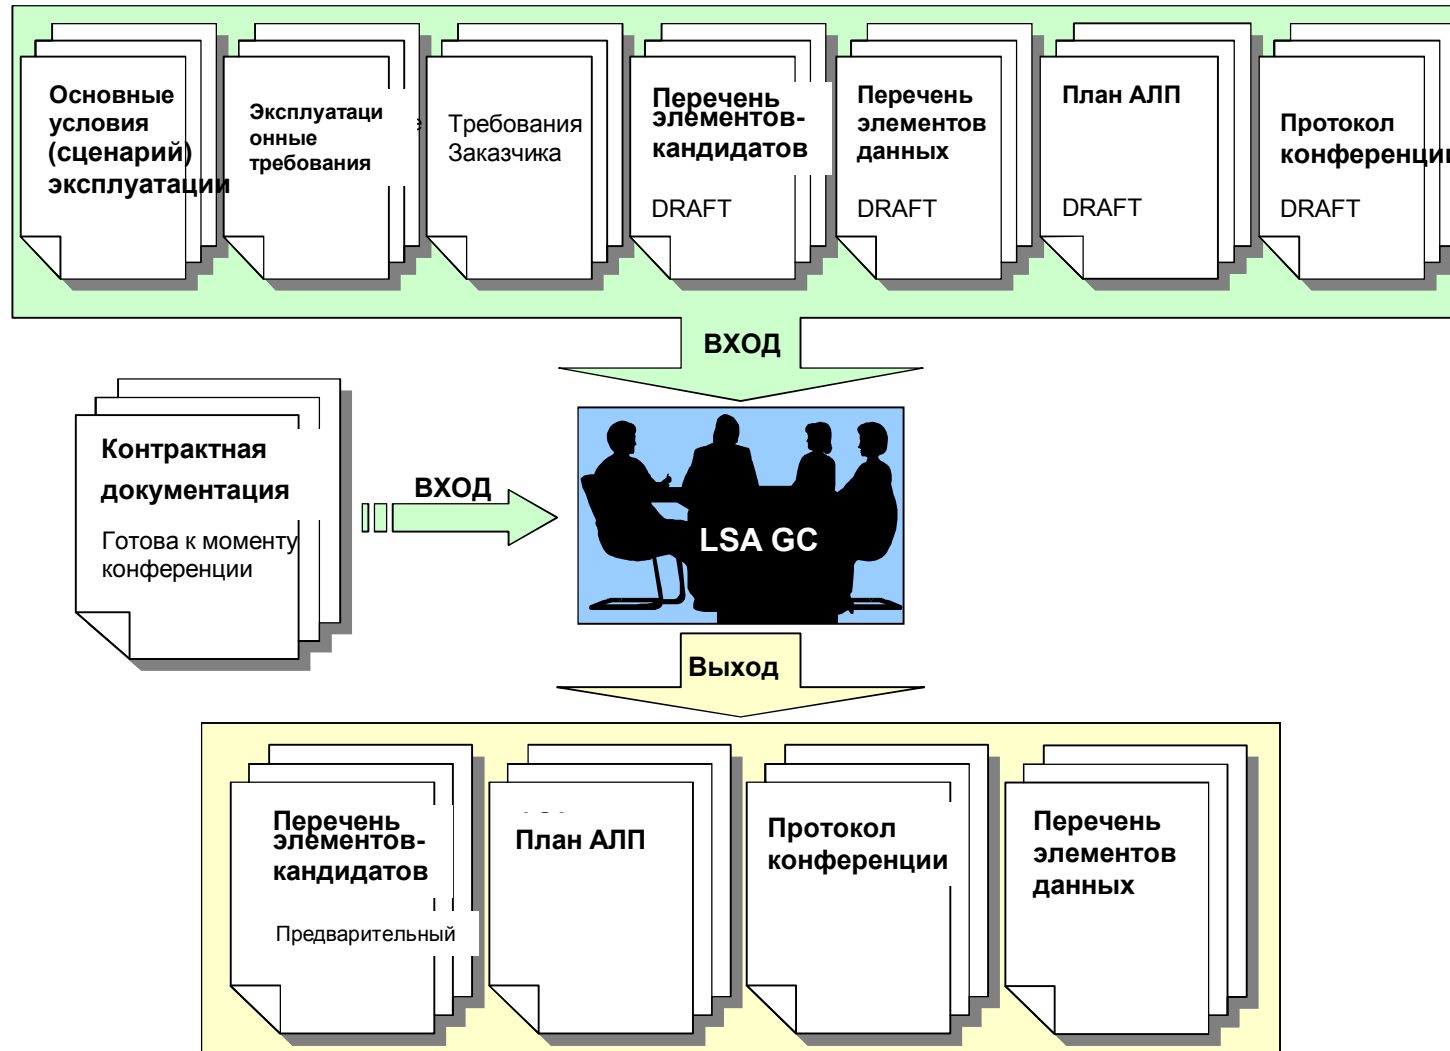 Основные
условия
(сценарий)
эксплуатации
Эксплуатаци
онные
требования
Требования
Заказчика
Перечень
элементов-
кандидатов
DRAFT
Перечень
элементов
данных
DRAFT
План АЛП
DRAFT
Протокол
конференции
DRAFT
ВХОД
Контрактная
документация
Готова к моменту
конференции
ВХОД
LSA GC
Выход
Перечень
элементов-
кандидатов
Предварительный
План АЛП
Протокол
конференции
Перечень
элементов
данных